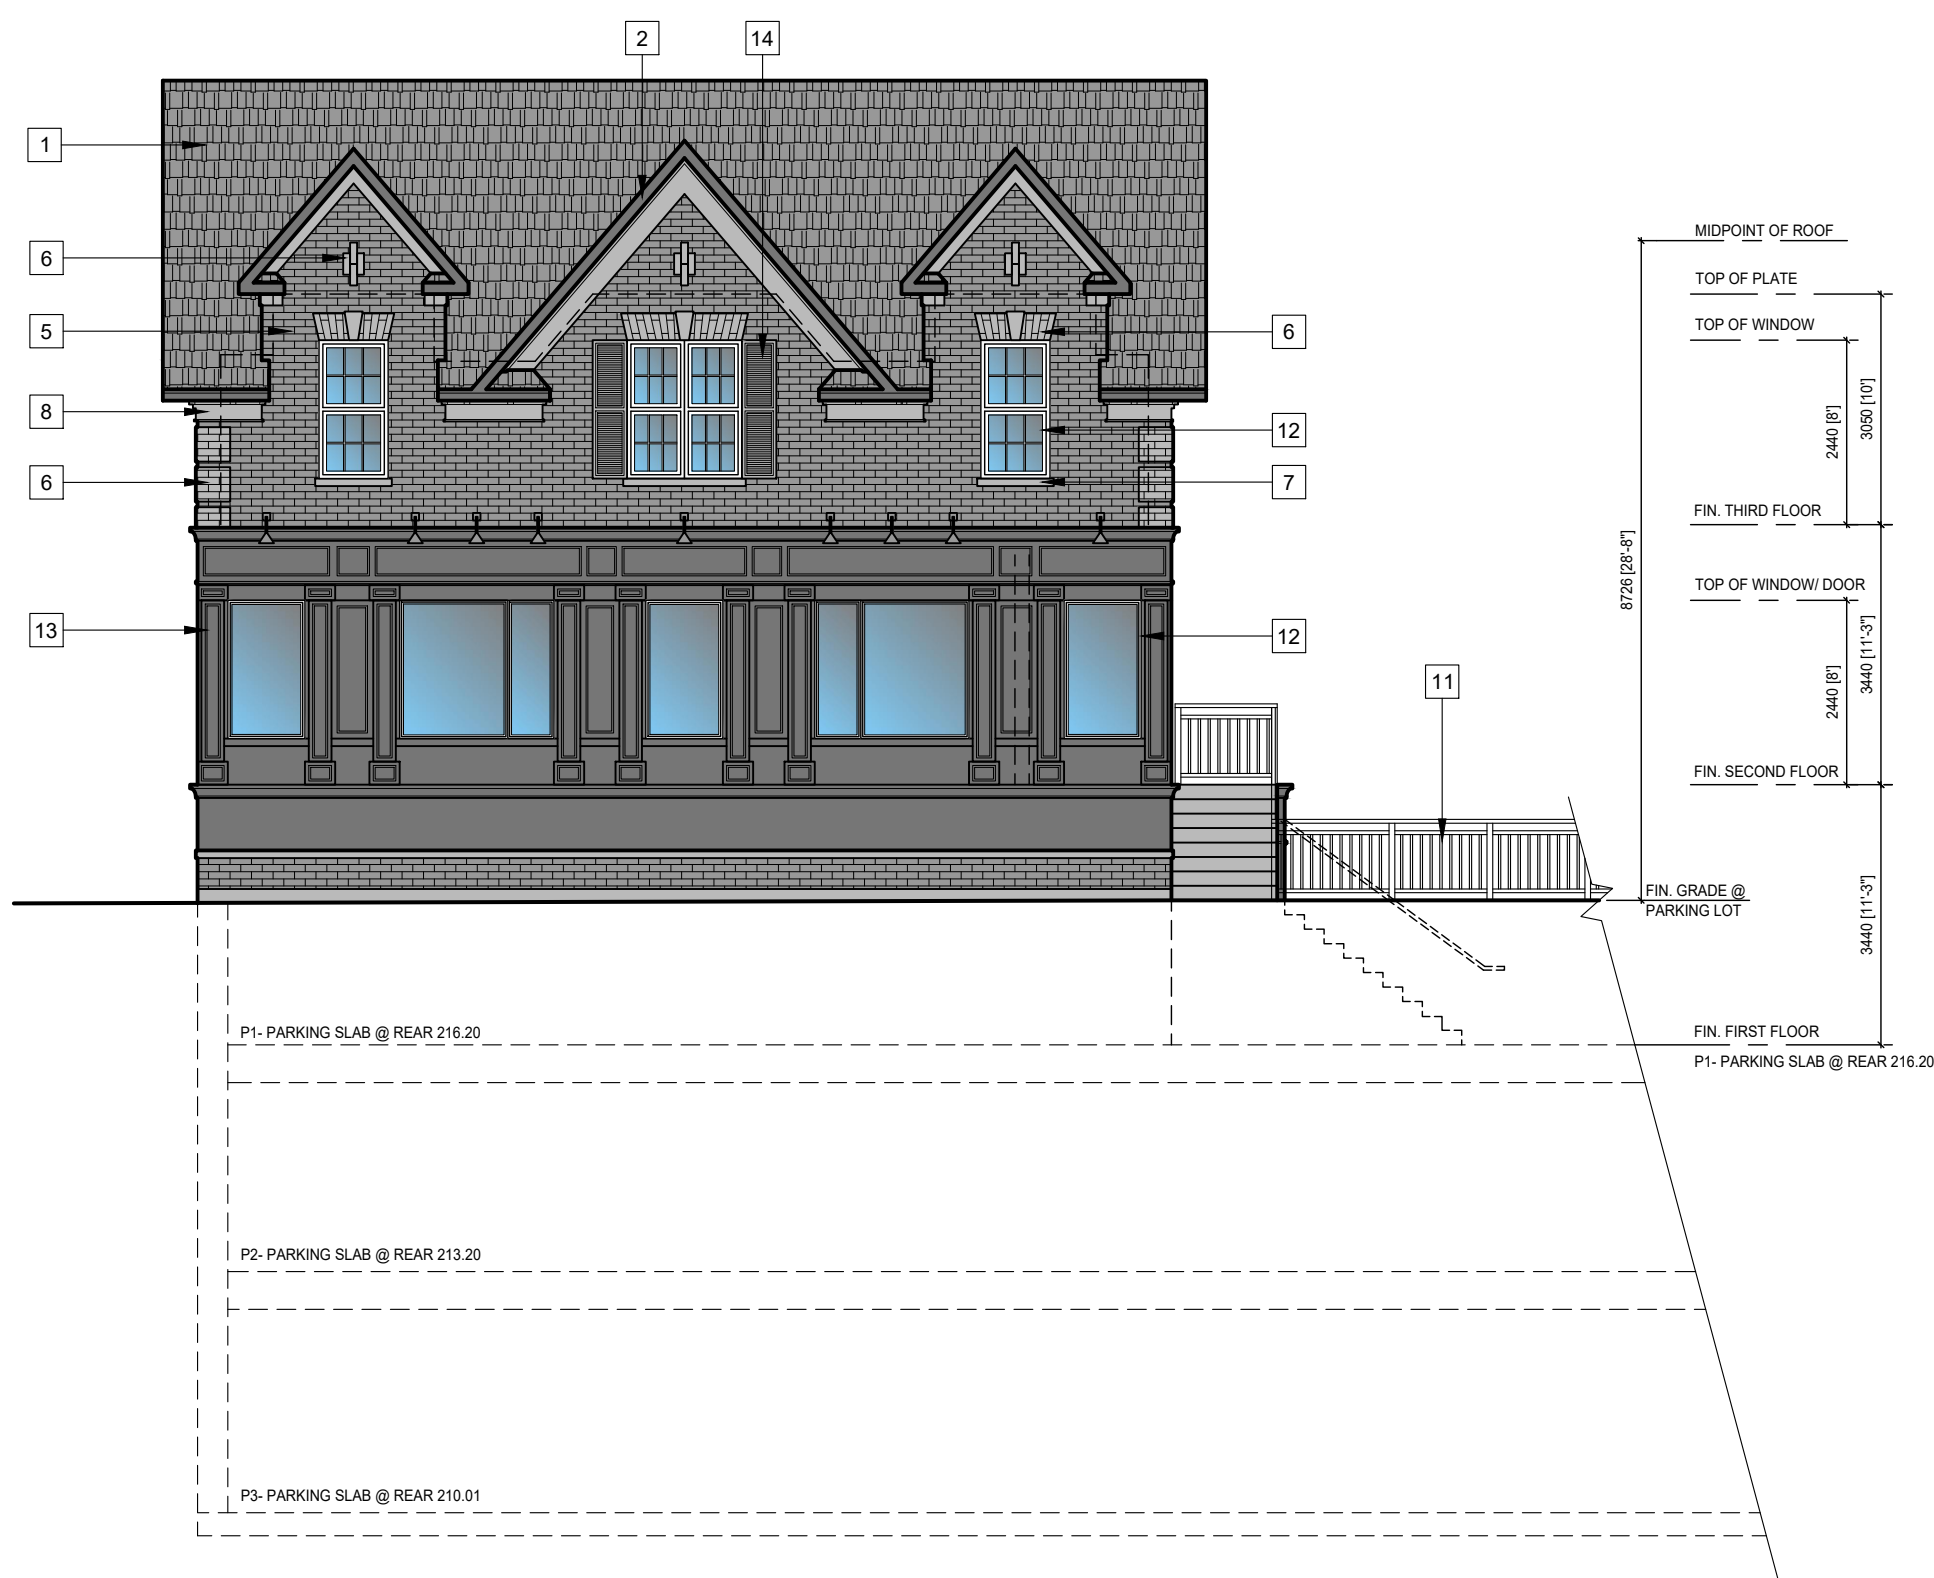 2
14
1
MIDPOINT OF ROOF
6
TOP OF PLATE
5
6
TOP OF WINDOW
8
12
2440 [8']
3050 [10']
6
7
FIN. THIRD FLOOR
8726 [28'-8"]
TOP OF WINDOW/ DOOR
13
12
11
2440 [8']
3440 [11'-3"]
FIN. SECOND FLOOR
FIN. GRADE @
PARKING LOT
3440 [11'-3"]
P1- PARKING SLAB @ REAR 216.20
FIN. FIRST FLOOR
P1- PARKING SLAB @ REAR 216.20
P2- PARKING SLAB @ REAR 213.20
P3- PARKING SLAB @ REAR 210.01